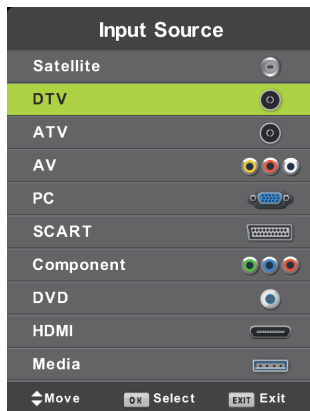 Input Source
Satellite
DTV
ATV
AV
PC
SCART
Component
DVD
HDMI
Media
Move OK Select EXIT Exit